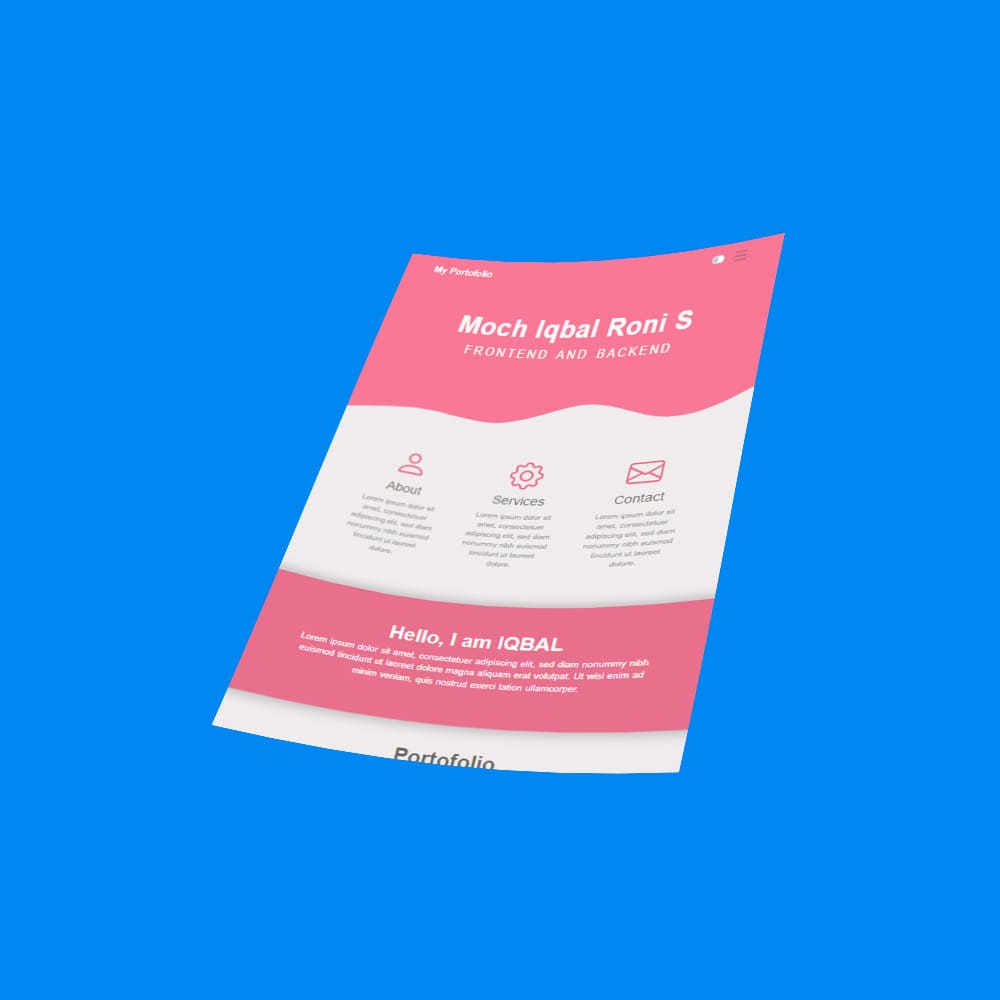 My Portofolio
Moch Iqbal Roni S
FRONTEND AND BACKEND
About
Lorem ipsum dolor sit
amet, consectetuer
adipiscing elit, sed diam
nonummy nibh euismod
tincidunt ut laoreet
dolore.
Services
Lorem ipsum dolor sit
amet, consectetuer
adipiscing elit, sed diam
nonummy nibh euismod
tincidunt ut laoreet
dolore.
Contact
Lorem ipsum dolor sit
amet, consectetuer
adipiscing elit, sed diam
nonummy nibh euismod
tincidunt ut laoreet
dolore.
Hello, I am IQBAL
Lorem ipsum dolor sit amet, consectetuer adipiscing elit, sed diam nonummy nibh
euismod tincidunt ut laoreet dolore magna aliquam erat volutpat. Ut wisi enim ad
minim veniam, quis nostrud exerci tation ullamcorper.
Portofolio